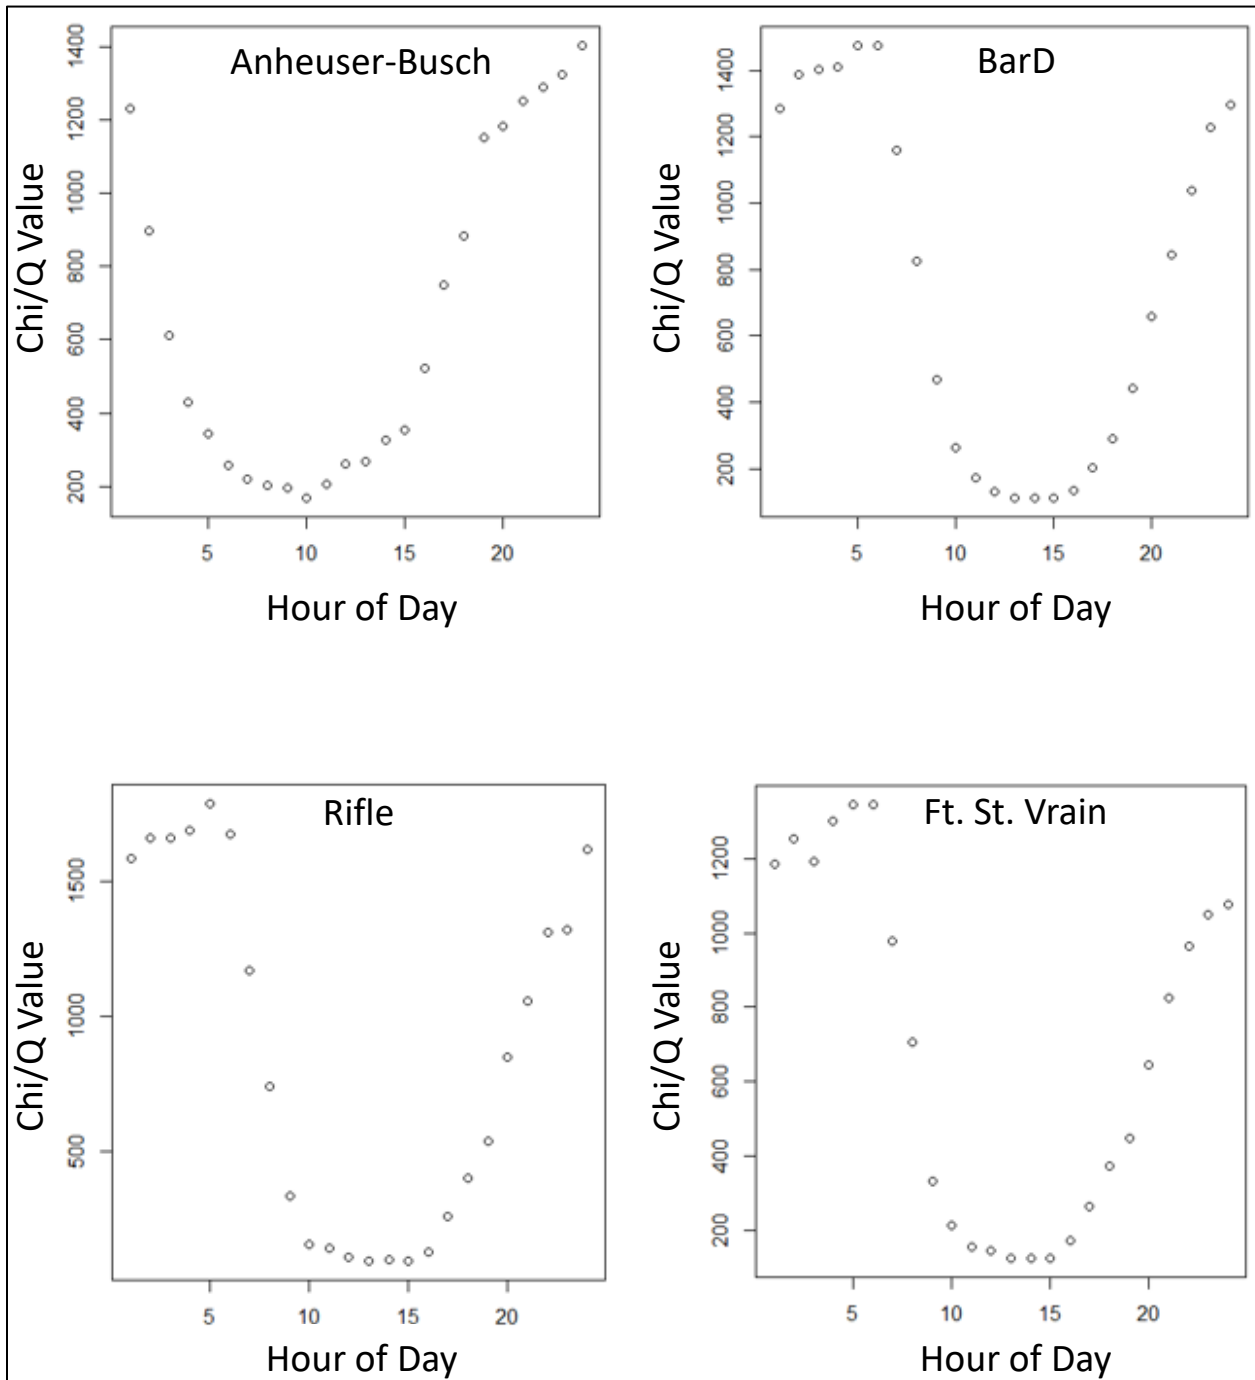 Anheuser-Busch
Chi/Q Value
200 400 600 800 1000 1200 1400
5 10 15 20
Hour of Day
BarD
Chi/Q Value
200 400 600 800 1000 1200 1400
5 10 15 20
Hour of Day
Rifle
Chi/Q Value
500 1000 1500
5 10 15 20
Hour of Day
Ft. St. Vrain
Chi/Q Value
200 400 600 800 1000 1200
5 10 15 20
Hour of Day